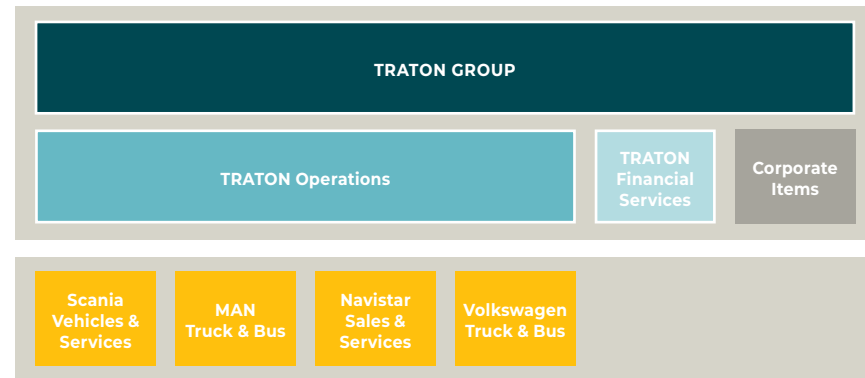 TRATON GROUP
TRATON Operations
TRATON
Financial
Services
Corporate
Items
Scania
Vehicles &
Services
MAN
Truck & Bus
Navistar
Sales &
Services
Volkswagen
Truck & Bus